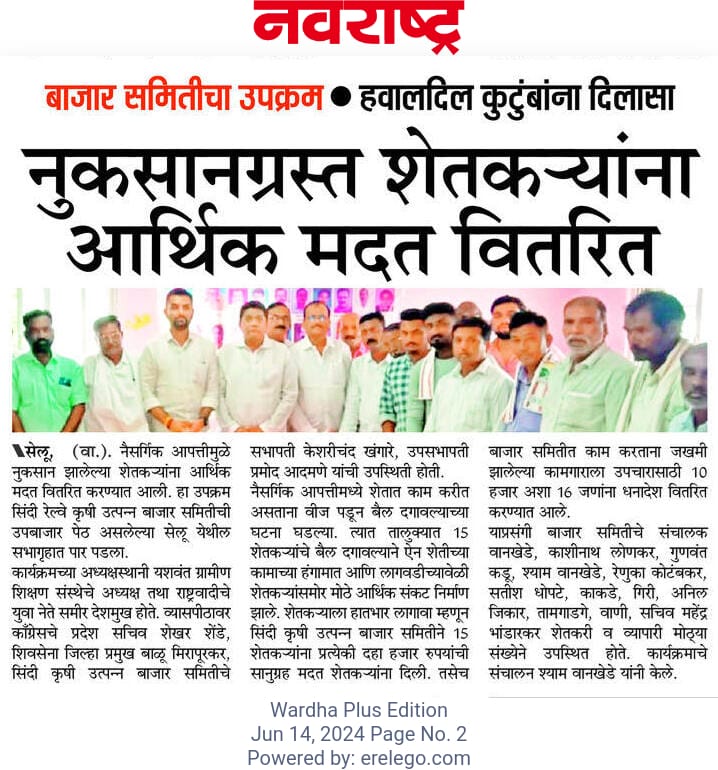 नवराष्ट्र
बाजार समितीचा उपक्रम ● हवालदिल कुटुंबांना दिलासा
नुकसानग्रस्त शेतकऱ्यांना
आर्थिक मदत वितरित
सेलू, (वा.). नैसर्गिक आपत्तीमुळे
नुकसान झालेल्या शेतकऱ्यांना आर्थिक
मदत वितरित करण्यात आली. हा उपक्रम
सिंदी रेल्वे कृषी उत्पन्न बाजार समितीची
उपबाजार पेठ असलेल्या सेलू येथील
सभागृहात पार पडला.
कार्यक्रमच्या अध्यक्षस्थानी यशवंत ग्रामीण
शिक्षण संस्थेचे अध्यक्ष तथा राष्ट्रवादीचे
युवा नेते समीर देशमुख होते. व्यासपीठावर
काँग्रेसचे प्रदेश सचिव शेखर शेंडे,
शिवसेना जिल्हा प्रमुख बाळू मिरापूरकर,
सिंदी कृषी उत्पन्न बाजार समितीचे
सभापती केशरीचंद खंगारे, उपसभापती
प्रमोद आदमणे यांची उपस्थिती होती.
नैसर्गिक आपत्तीमध्ये शेतात काम करीत
असताना वीज पडून बैल दगावल्याच्या
घटना घडल्या. त्यात तालुक्यात 15
शेतकऱ्यांचे बैल दगावल्याने ऐन शेतीच्या
कामाच्या हंगामात आणि लागवडीच्यावेळी
शेतकऱ्यांसमोर मोठे आर्थिक संकट निर्माण
झाले. शेतकऱ्याला हातभार लागावा म्हणून
सिंदी कृषी उत्पन्न बाजार समितीने 15
शेतकऱ्यांना प्रत्येकी दहा हजार रुपयांची
सानुग्रह मदत शेतकऱ्यांना दिली. तसेच
बाजार समितीत काम करताना जखमी
झालेल्या कामगाराला उपचारासाठी 10
हजार अशा 16 जणांना धनादेश वितरित
करण्यात आले.
याप्रसंगी बाजार समितीचे संचालक
वानखेडे, काशीनाथ लोणकर, गुणवंत
कडू, श्याम वानखेडे, रेणुका कोटंबकर,
सतीश धोपटे, काकडे, गिरी, अनिल
जिकार, तामगाडगे, वाणी, सचिव महेंद्र
भांडारकर शेतकरी व व्यापारी मोठ्या
संख्येने उपस्थित होते. कार्यक्रमाचे
संचालन श्याम वानखेडे यांनी केले.
Wardha Plus Edition
Jun 14, 2024 Page No. 2
Powered by: erelego.com